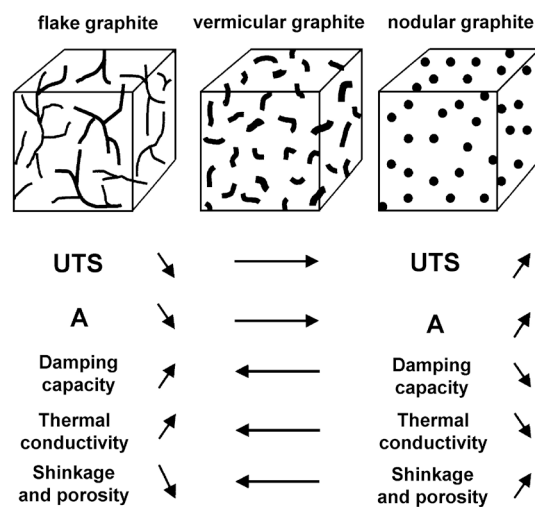 flake graphite vermicular graphite nodular graphite
UTS UTS
A A
Damping Damping
capacity capacity
Thermal Thermal
conductivity conductivity
Shinkage Shinkage
and porosity and porosity